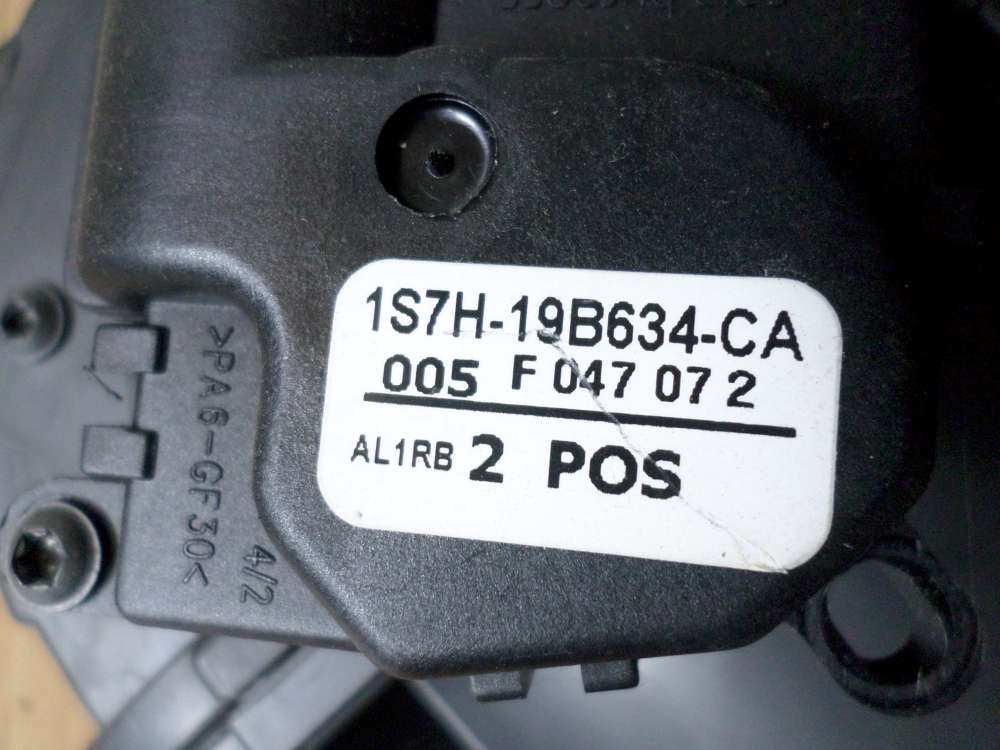 1S7H-19B634-CA
005 F 047 07 2
AL1RB 2 POS
>PA6-GF30<
4/2